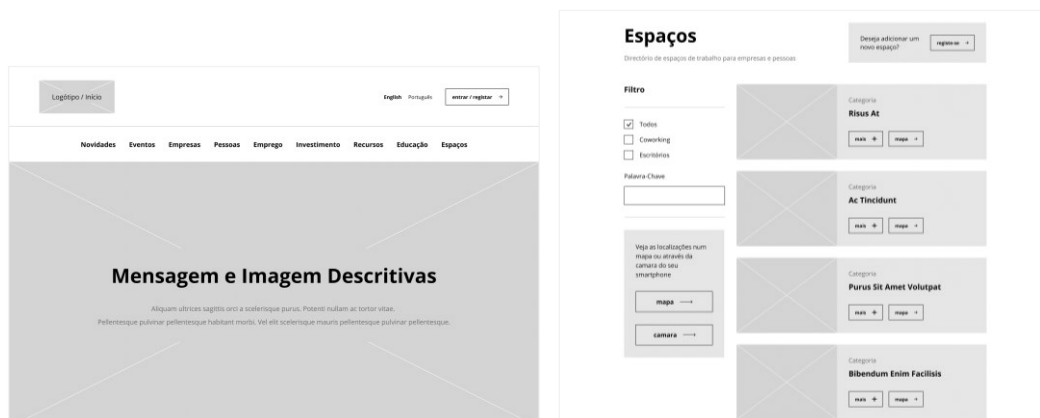 Logótipo / Início
English Português
entrar / registar →
Novidades Eventos Empresas Pessoas Emprego Investimento Recursos Educação Espaços
Mensagem e Imagem Descritivas
Aliquam ultrices sagittis orci a scelerisque purus. Potenti nullam ac tortor vitae.
Pellentesque pulvinar pellentesque habitant morbi. Vel elit scelerisque mauris pellentesque pulvinar pellentesque.
Espaços
Directório de espaços de trabalho para empresas e pessoas
Deseja adicionar um
novo espaço?
registe-se →
Filtro
Todos
Coworking
Escritórios
Palavra-Chave
Veja as localizações num
mapa ou através da
camara do seu
smartphone
mapa →
camara →
Categoria
Risus At
mais + mapa →
Categoria
Ac Tincidunt
mais + mapa →
Categoria
Purus Sit Amet Volutpat
mais + mapa →
Categoria
Bibendum Enim Facilisis
mais + mapa →